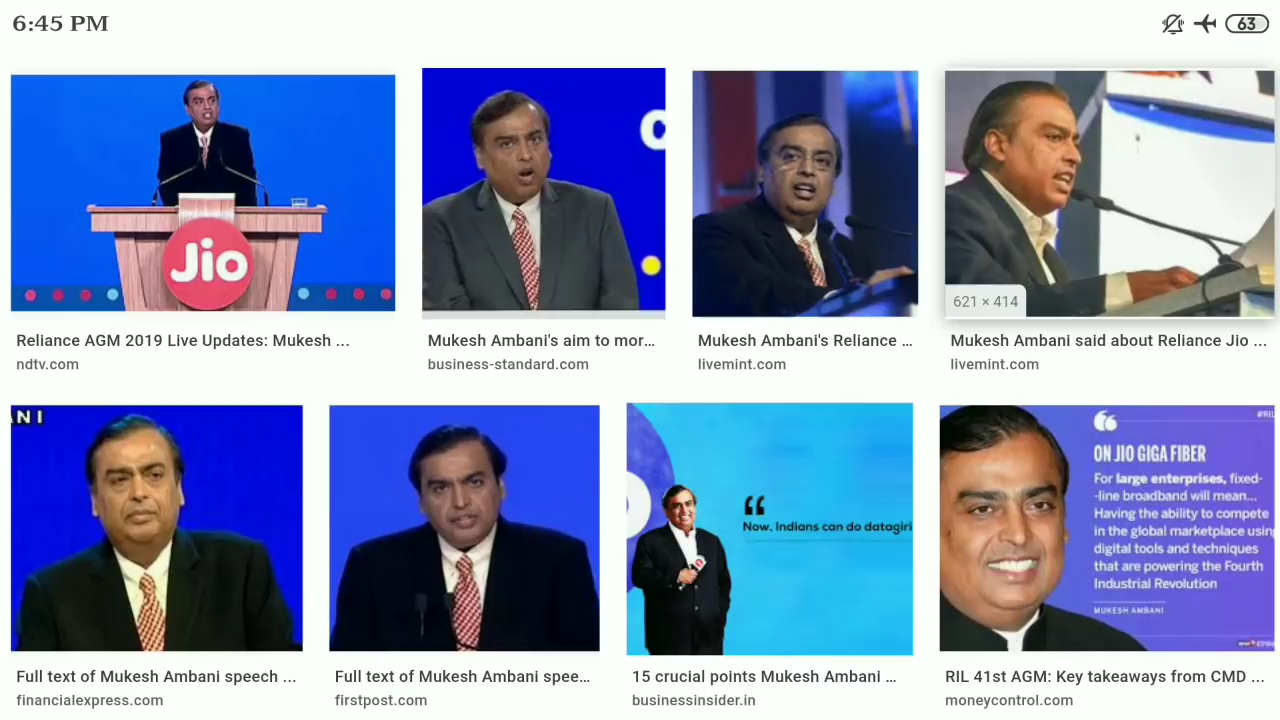 6:45 PM
63
Jio
C
621 × 414
Reliance AGM 2019 Live Updates: Mukesh ...
ndtv.com
Mukesh Ambani's aim to mor...
business-standard.com
Mukesh Ambani's Reliance ...
livemint.com
Mukesh Ambani said about Reliance Jio ...
livemint.com
ANI
“
Now, Indians can do datagiri
#RIL
“
ON JIO GIGA FIBER
For large enterprises, fixed-
-line broadband will mean...
Having the ability to compete
in the global marketplace using
digital tools and techniques
that are powering the Fourth
Industrial Revolution
MUKESH AMBANI
Full text of Mukesh Ambani speech ...
financialexpress.com
Full text of Mukesh Ambani spee...
firstpost.com
15 crucial points Mukesh Ambani ...
businessinsider.in
RIL 41st AGM: Key takeaways from CMD ...
moneycontrol.com